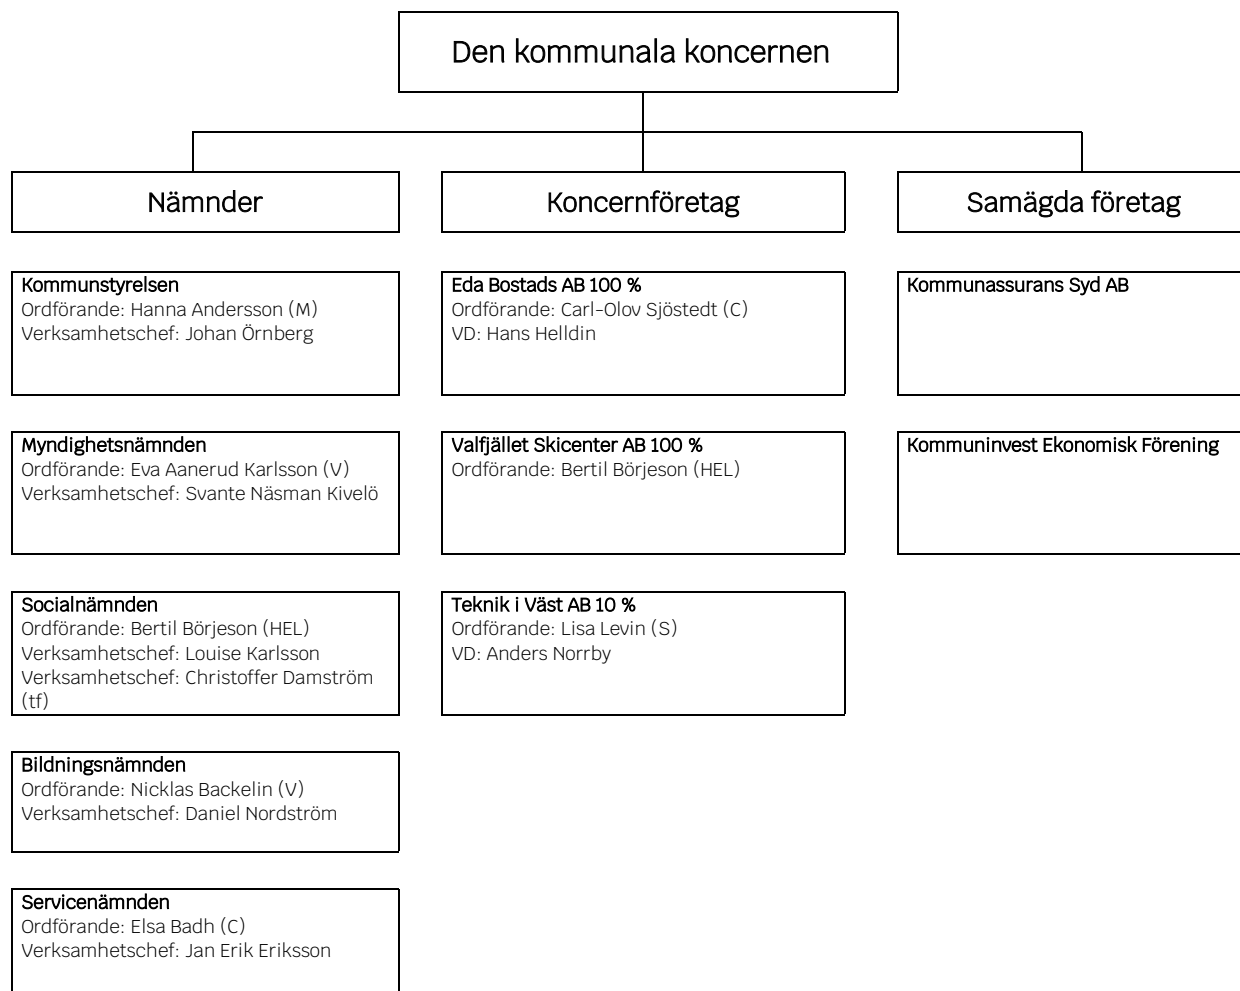 Den kommunala koncernen
Nämnder
Koncernföretag
Samägda företag
Kommunstyrelsen
Ordförande: Hanna Andersson (M)
Verksamhetschef: Johan Örnberg
Eda Bostads AB 100 %
Ordförande: Carl-Olov Sjöstedt (C)
VD: Hans Helldin
Kommunassurans Syd AB
Myndighetsnämnden
Ordförande: Eva Aanerud Karlsson (V)
Verksamhetschef: Svante Näsman Kivelö
Valfjället Skicenter AB 100 %
Ordförande: Bertil Börjeson (HEL)
Kommuninvest Ekonomisk Förening
Socialnämnden
Ordförande: Bertil Börjeson (HEL)
Verksamhetschef: Louise Karlsson
Verksamhetschef: Christoffer Damström
(tf)
Teknik i Väst AB 10 %
Ordförande: Lisa Levin (S)
VD: Anders Norrby
Bildningsnämnden
Ordförande: Nicklas Backelin (V)
Verksamhetschef: Daniel Nordström
Servicenämnden
Ordförande: Elsa Badh (C)
Verksamhetschef: Jan Erik Eriksson